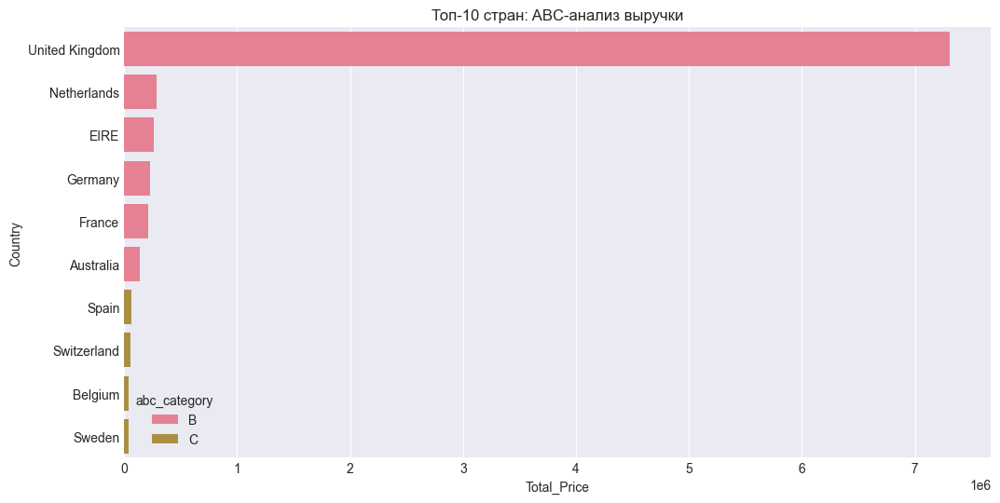 Топ-10 стран: ABC-анализ выручки
United Kingdom
Netherlands
EIRE
Germany
France
Australia
Spain
Switzerland
Belgium
Sweden
Country
abc_category
B
C
0 1 2 3 4 5 6 7
1e6
Total_Price